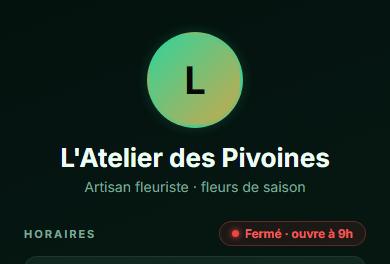 L
L'Atelier des Pivoines
Artisan fleuriste · fleurs de saison
HORAIRES
Fermé · ouvre à 9h